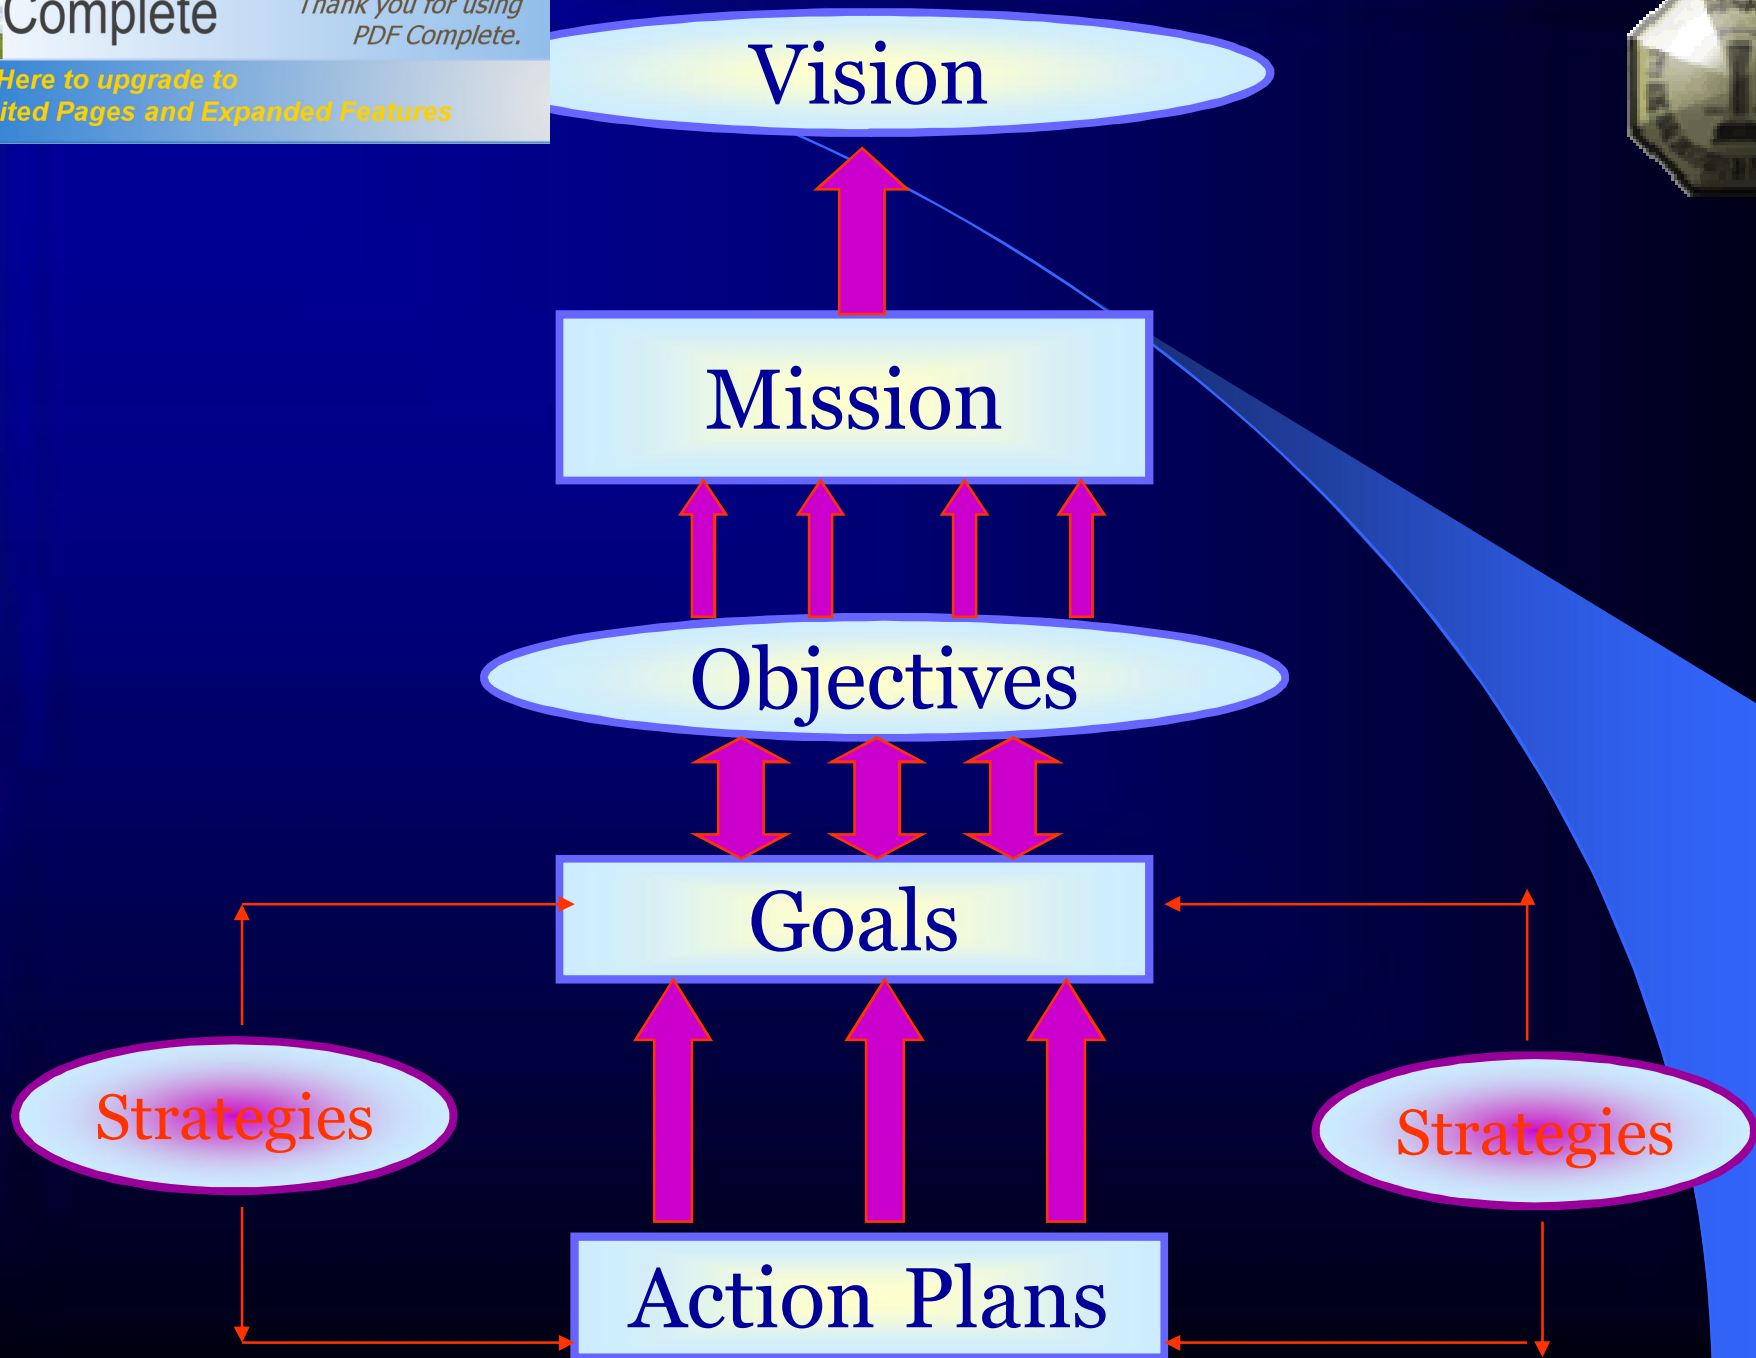 Complete
Thank you for using
PDF Complete.
Here to upgrade to
ited Pages and Expanded Features
Vision
Mission
Objectives
Goals
Strategies
Strategies
Action Plans